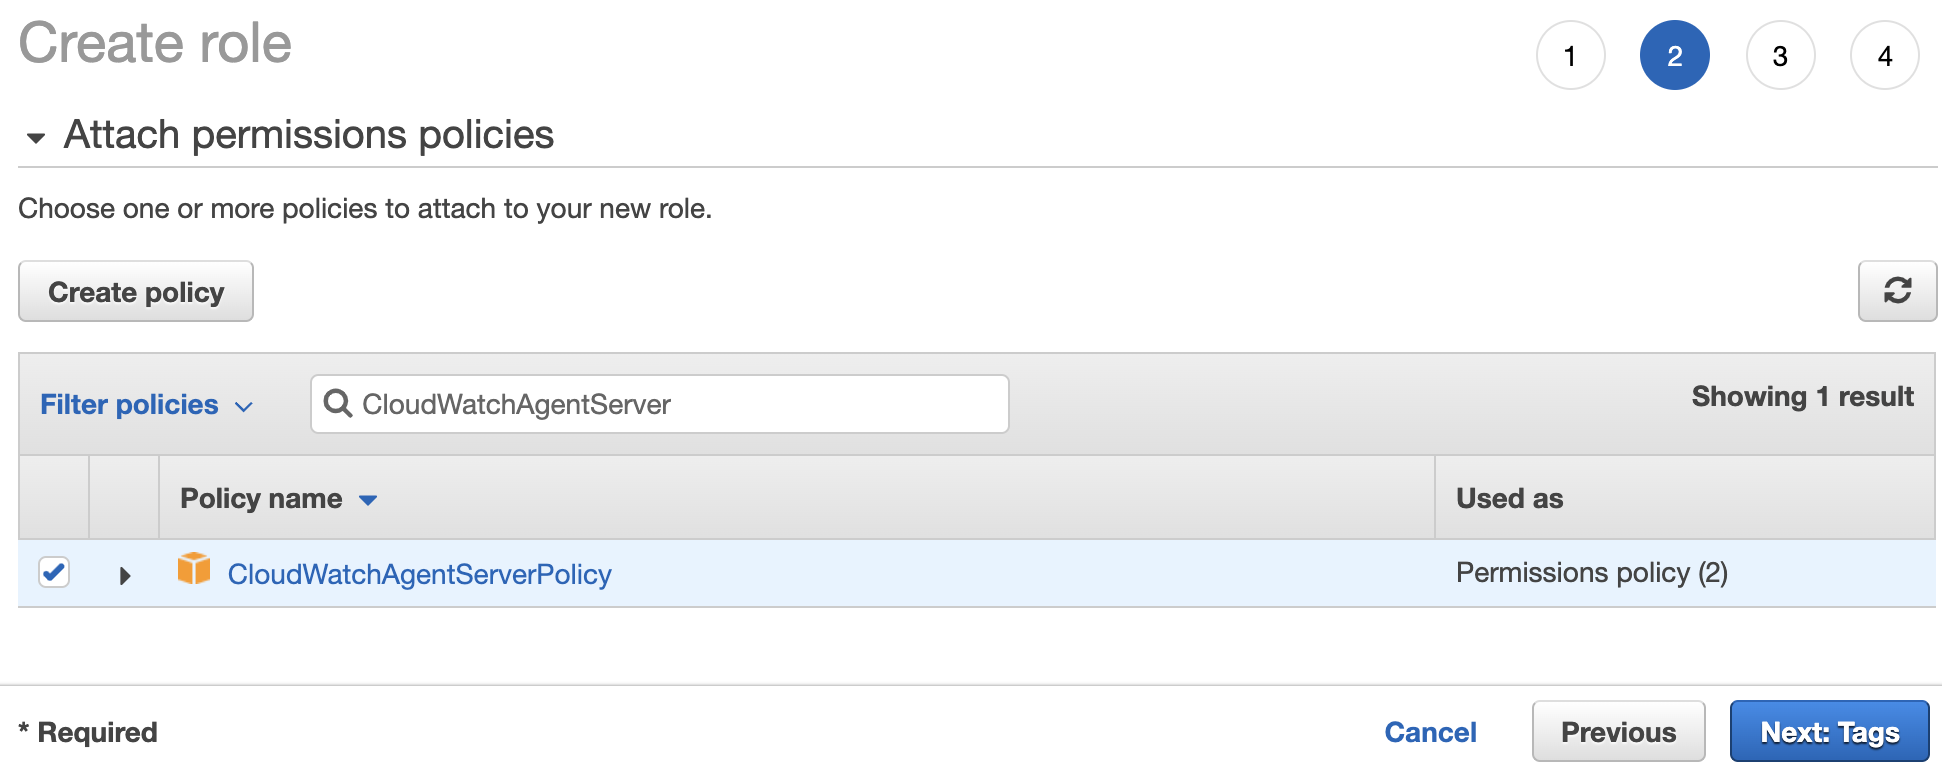 Create role
1 2 3 4
Attach permissions policies
Choose one or more policies to attach to your new role.
Create policy
Filter policies CloudWatchAgentServer Showing 1 result
Policy name Used as
CloudWatchAgentServerPolicy Permissions policy (2)
* Required Cancel Previous Next: Tags